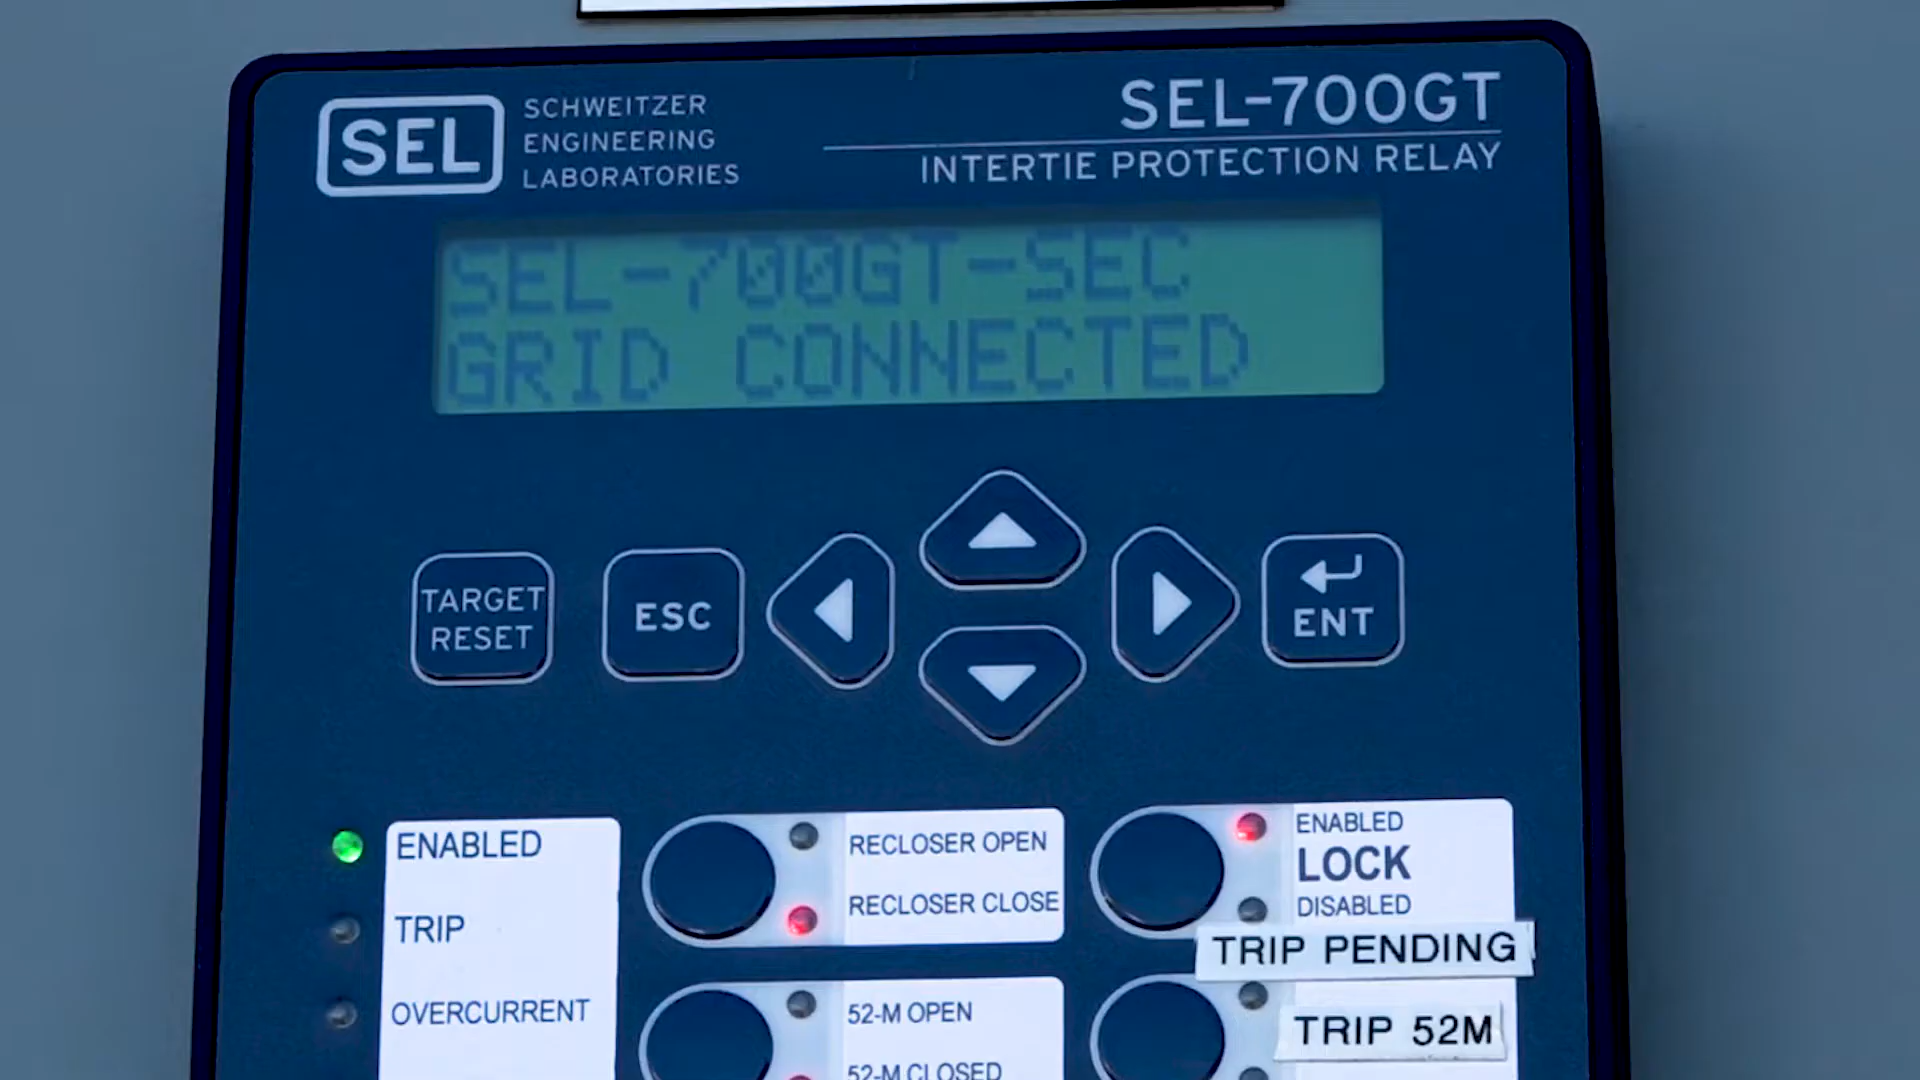 SEL
SCHWEITZER
ENGINEERING
LABORATORIES
SEL-700GT
INTERTIE PROTECTION RELAY
SEL-700GT-SEC
GRID CONNECTED
TARGET
RESET
ESC
ENT
ENABLED
TRIP
OVERCURRENT
RECLOSER OPEN
RECLOSER CLOSE
52-M OPEN
52-M CLOSED
ENABLED
LOCK
DISABLED
TRIP PENDING
TRIP 52M